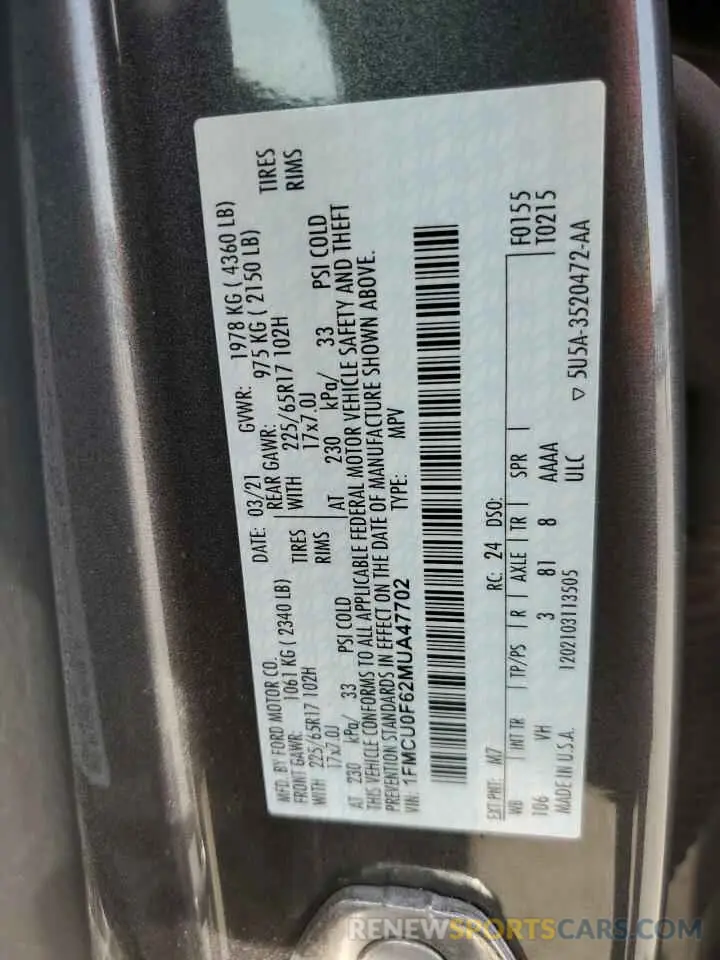 MFD. BY FORD MOTOR CO. DATE: 03/21 GVWR: 1978 KG ( 4360 LB)
FRONT GAWR: 1061 KG ( 2340 LB) REAR GAWR: 975 KG ( 2150 LB)
WITH 225/65R17 102H TIRES WITH 225/65R17 102H TIRES
17x7.0J RIMS 17x7.0J RIMS
AT 230 kPa/ 33 PSI COLD AT 230 kPa/ 33 PSI COLD
THIS VEHICLE CONFORMS TO ALL APPLICABLE FEDERAL MOTOR VEHICLE SAFETY AND THEFT
PREVENTION STANDARDS IN EFFECT ON THE DATE OF MANUFACTURE SHOWN ABOVE.
VIN: 1FMCU0F62MUA47702 TYPE: MPV
EXT PNT: M7 RC: 24 DSO:
WB INT TR TP/PS R AXLE TR SPR F0155
106 VH 3 81 8 AAAA T0215
MADE IN U.S.A. 1202103113505 ULC ▽ 5U5A-3520472-AA
RENEWSPORTSCARS.COM